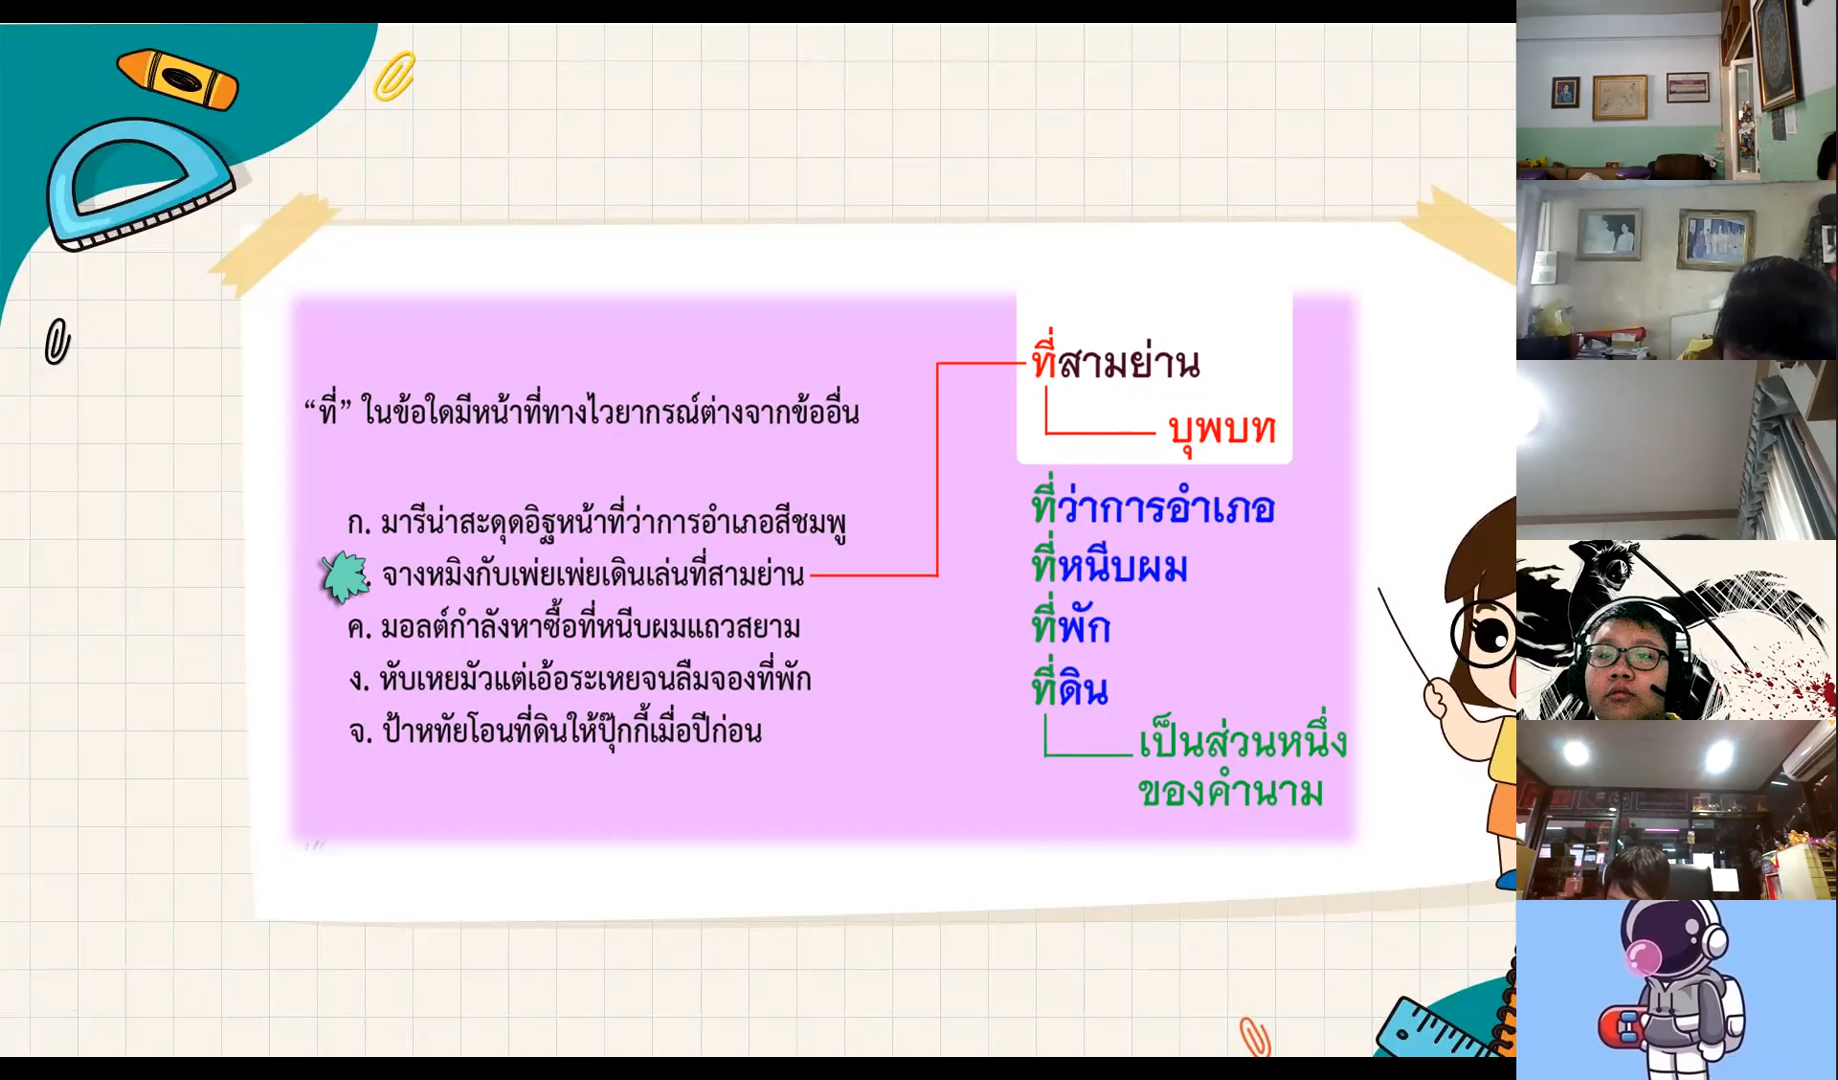 “ที่” ในข้อใดมีหน้าที่ทางไวยากรณ์ต่างจากข้ออื่น
ก. มารีน่าสะดุดอิฐหน้าที่ว่าการอำเภอสีชมพู
. จางหมิงกับเพ่ยเพ่ยเดินเล่นที่สามย่าน
ค. มอลต์กำลังหาซื้อที่หนีบผมแถวสยาม
ง. หับเหยมัวแต่เอ้อระเหยจนลืมจองที่พัก
จ. ป้าหทัยโอนที่ดินให้ปุ๊กกี้เมื่อปีก่อน
ที่สามย่าน
บุพบท
ที่ว่าการอำเภอ
ที่หนีบผม
ที่พัก
ที่ดิน
เป็นส่วนหนึ่ง
ของคำนาม